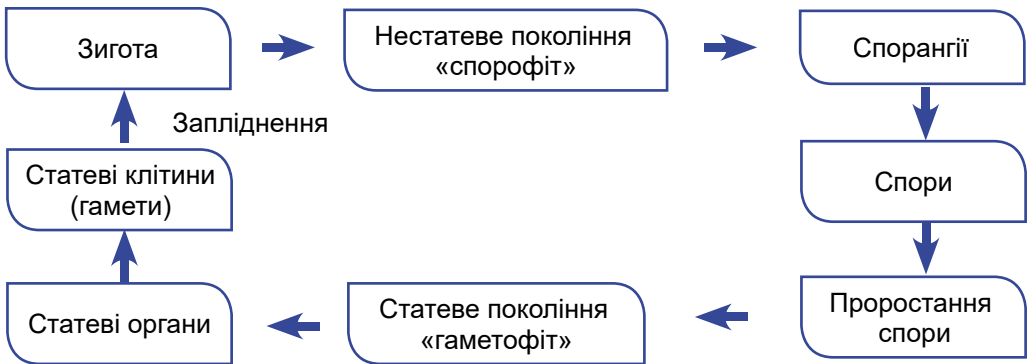 Зигота
Нестатеве покоління
«спорофіт»
Спорангії
Запліднення
Статеві клітини
(гамети)
Спори
Статеві органи
Статеве покоління
«гаметофіт»
Проростання
спори